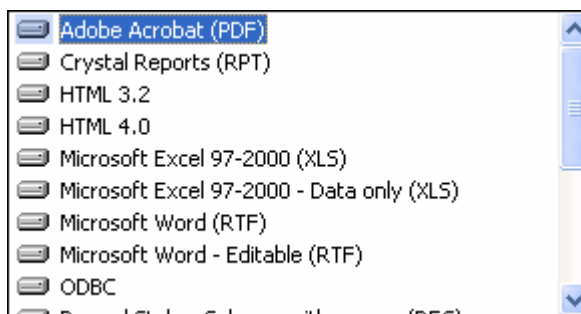 Adobe Acrobat (PDF)
Crystal Reports (RPT)
HTML 3.2
HTML 4.0
Microsoft Excel 97-2000 (XLS)
Microsoft Excel 97-2000 - Data only (XLS)
Microsoft Word (RTF)
Microsoft Word - Editable (RTF)
ODBC